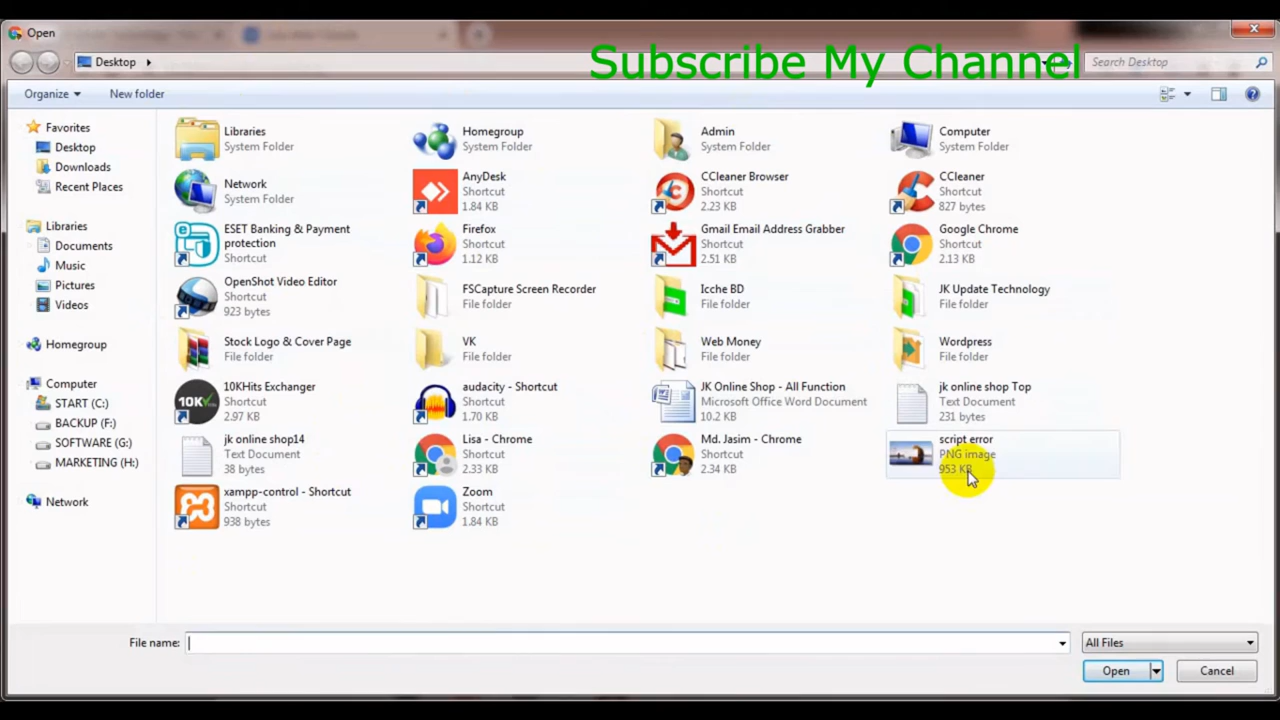 Open
Subscribe My Channel
Desktop
Search Desktop
Organize
New folder
Favorites
Desktop
Downloads
Recent Places
Libraries
Documents
Music
Pictures
Videos
Homegroup
Computer
START (C:)
BACKUP (F:)
SOFTWARE (G:)
MARKETING (H:)
Network
Libraries
System Folder
Homegroup
System Folder
Admin
System Folder
Computer
System Folder
Network
System Folder
AnyDesk
Shortcut
1.84 KB
CCleaner Browser
Shortcut
2.23 KB
CCleaner
Shortcut
827 bytes
ESET Banking & Payment
protection
Shortcut
Firefox
Shortcut
1.12 KB
Gmail Email Address Grabber
Shortcut
2.51 KB
Google Chrome
Shortcut
2.13 KB
OpenShot Video Editor
Shortcut
923 bytes
FSCapture Screen Recorder
File folder
Icche BD
File folder
JK Update Technology
File folder
Stock Logo & Cover Page
File folder
VK
File folder
Web Money
File folder
Wordpress
File folder
10K
10KHits Exchanger
Shortcut
2.97 KB
audacity - Shortcut
Shortcut
1.70 KB
JK Online Shop - All Function
Microsoft Office Word Document
10.2 KB
jk online shop Top
Text Document
231 bytes
jk online shop14
Text Document
38 bytes
Lisa - Chrome
Shortcut
2.33 KB
Md. Jasim - Chrome
Shortcut
2.34 KB
script error
PNG image
953 KB
xampp-control - Shortcut
Shortcut
938 bytes
Zoom
Shortcut
1.84 KB
File name:
All Files
Open
Cancel